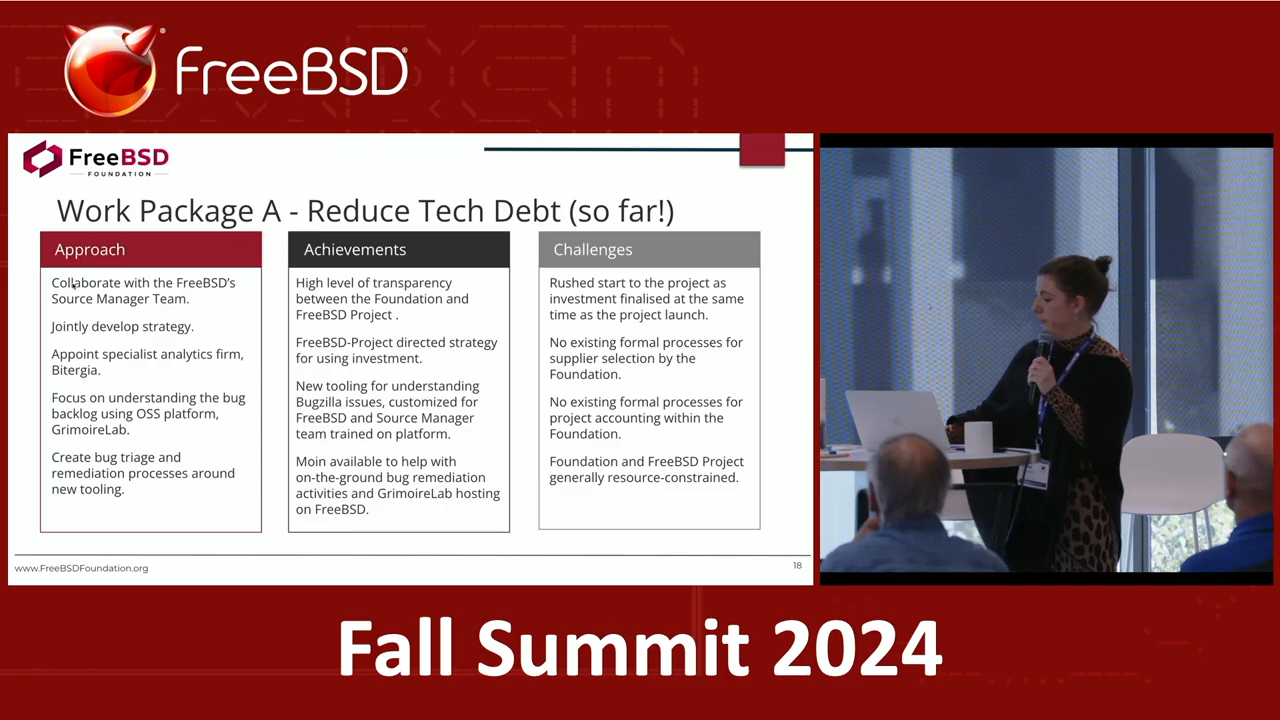 FreeBSD®
FreeBSD
FOUNDATION
Work Package A - Reduce Tech Debt (so far!)
Approach
Collaborate with the FreeBSD's
Source Manager Team.
Jointly develop strategy.
Appoint specialist analytics firm,
Bitergia.
Focus on understanding the bug
backlog using OSS platform,
GrimoireLab.
Create bug triage and
remediation processes around
new tooling.
Achievements
High level of transparency
between the Foundation and
FreeBSD Project .
FreeBSD-Project directed strategy
for using investment.
New tooling for understanding
Bugzilla issues, customized for
FreeBSD and Source Manager
team trained on platform.
Moin available to help with
on-the-ground bug remediation
activities and GrimoireLab hosting
on FreeBSD.
Challenges
Rushed start to the project as
investment finalised at the same
time as the project launch.
No existing formal processes for
supplier selection by the
Foundation.
No existing formal processes for
project accounting within the
Foundation.
Foundation and FreeBSD Project
generally resource-constrained.
www.FreeBSDFoundation.org
18
Fall Summit 2024